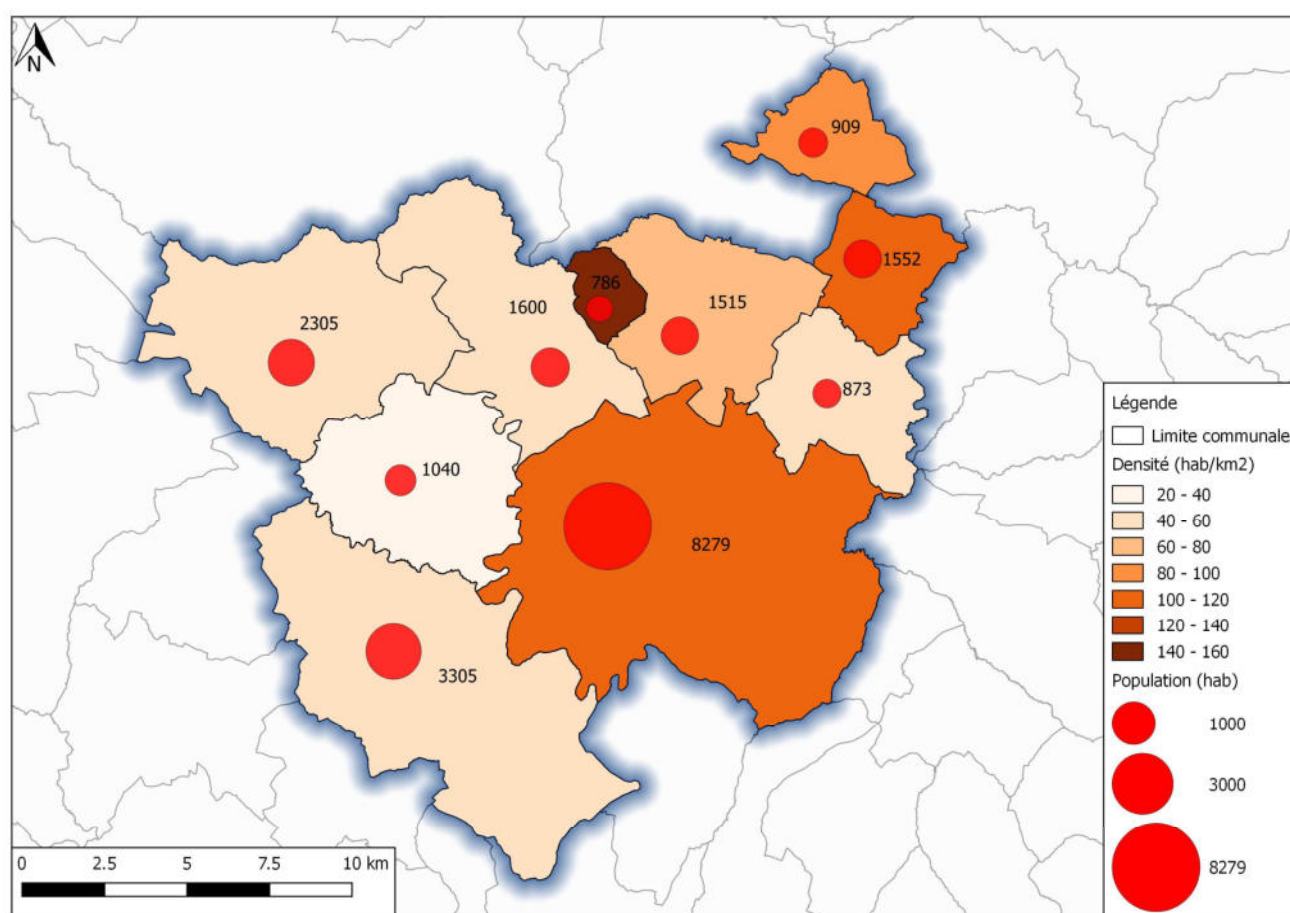 N
909
1552
786
1515
1600
2305
873
1040
8279
3305
Légende
Limite communale
Densité (hab/km2)
20 - 40
40 - 60
60 - 80
80 - 100
100 - 120
120 - 140
140 - 160
Population (hab)
1000
3000
8279
0 2.5 5 7.5 10 km